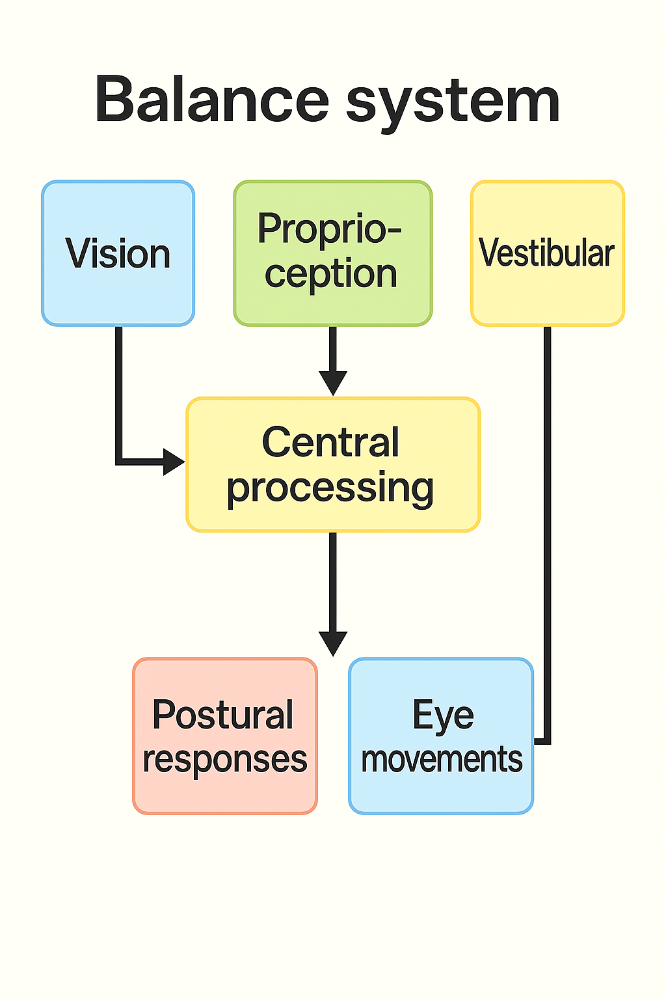 Balance system
Vision
Proprio-
ception
Vestibular
Central
processing
Postural
responses
Eye
movements